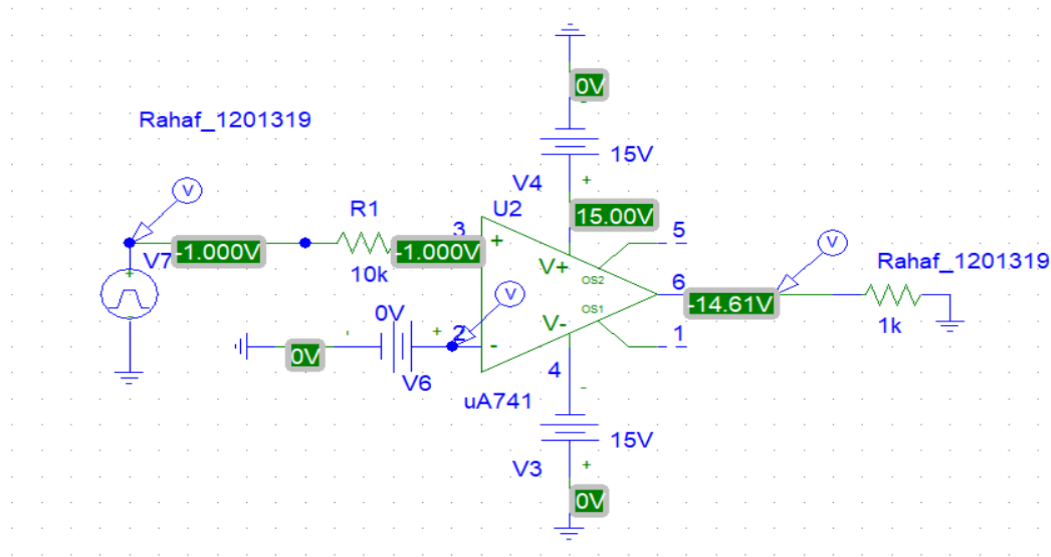 0V
Rahaf_1201319
15V
V4
+
V
R1
U2
15.00V
3
5
V
-1.000V
-1.000V
+
V7
+
10k
V+
OS2
6
Rahaf_1201319
V
-14.61V
0V
+
2
OS1
1k
0V
-
V-
1
V6
4
uA741
-
15V
V3
+
0V